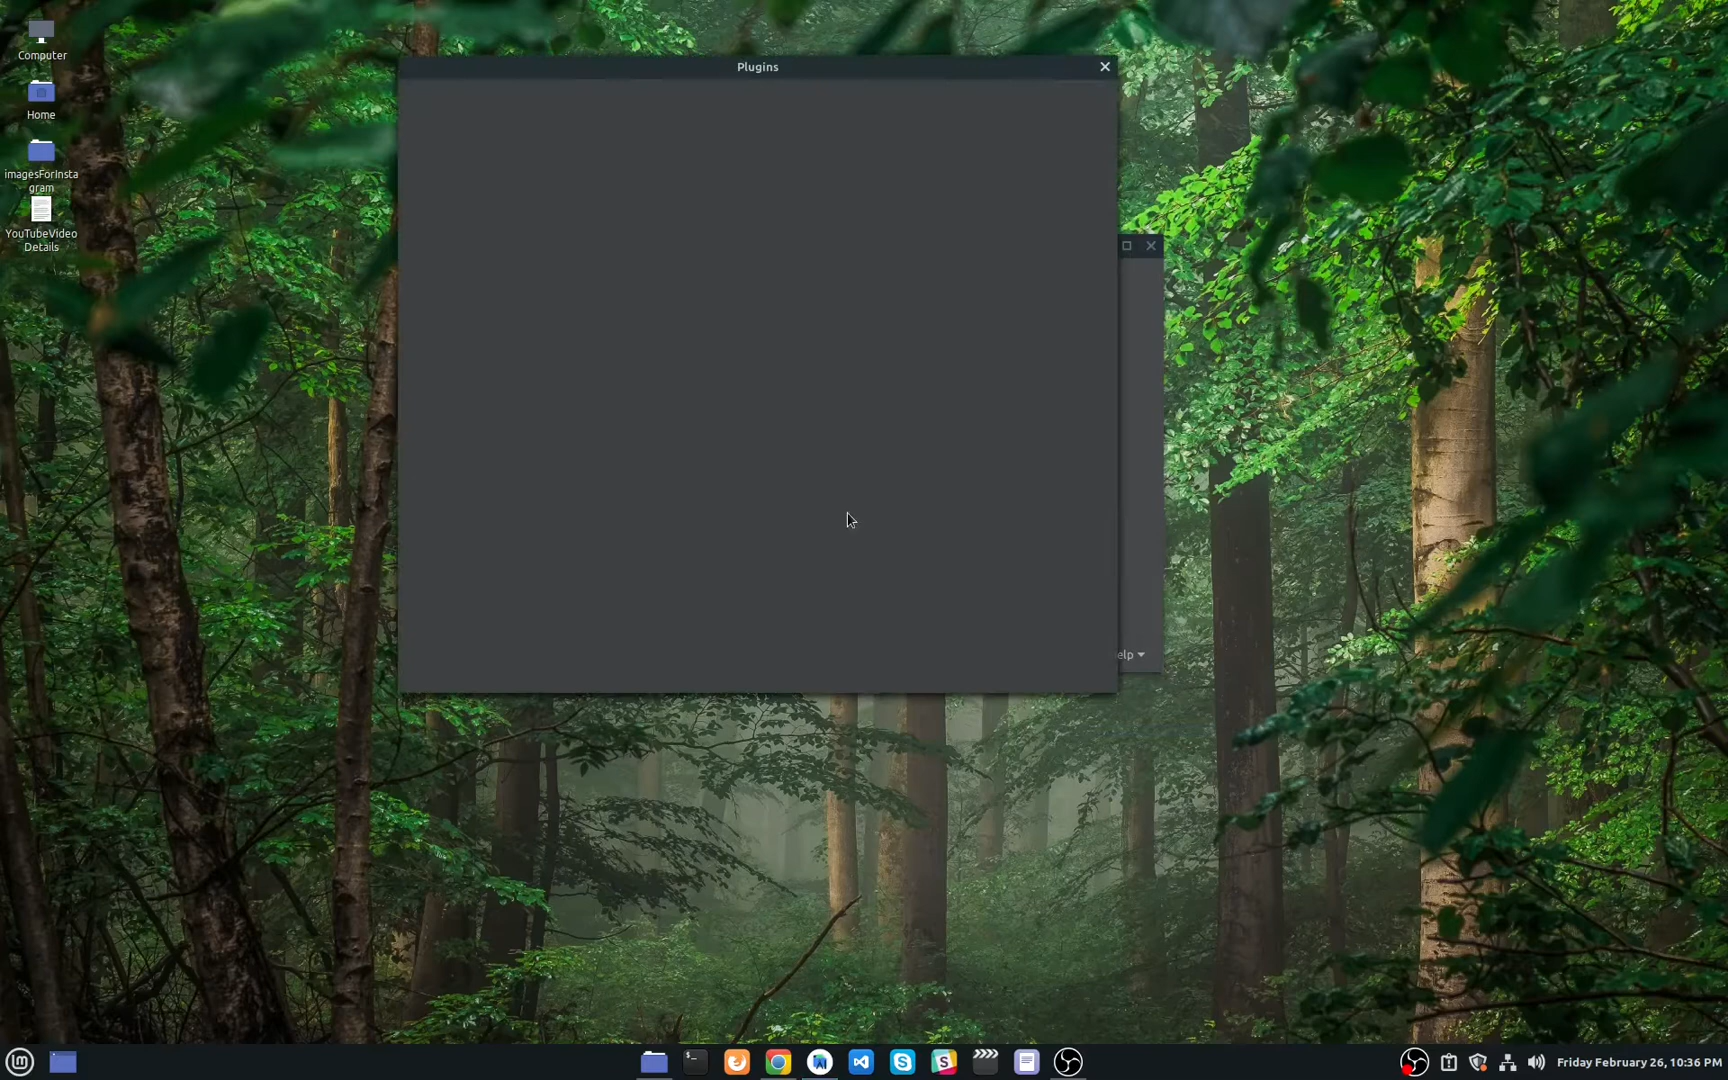 Computer
Home
imagesForInsta
gram
YouTubeVideo
Details
Plugins
elp
Friday February 26, 10:36 PM